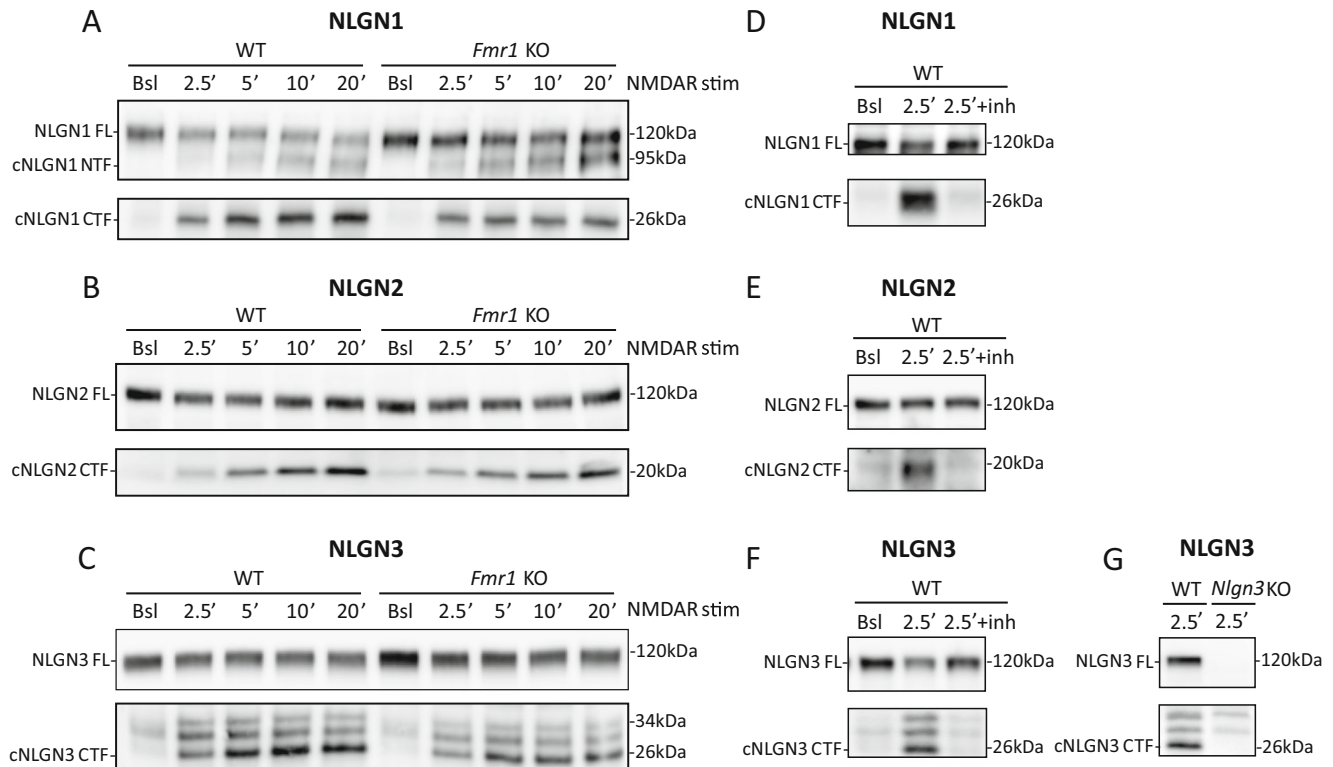 A NLGN1
WT Fmr1 KO
Bsl 2.5′ 5′ 10′ 20′ Bsl 2.5′ 5′ 10′ 20′ NMDAR stim
NLGN1 FL- -120kDa
cNLGN1 NTF- -95kDa
cNLGN1 CTF- -26kDa
B NLGN2
WT Fmr1 KO
Bsl 2.5′ 5′ 10′ 20′ Bsl 2.5′ 5′ 10′ 20′ NMDAR stim
NLGN2 FL- -120kDa
cNLGN2 CTF- -20kDa
C NLGN3
WT Fmr1 KO
Bsl 2.5′ 5′ 10′ 20′ Bsl 2.5′ 5′ 10′ 20′ NMDAR stim
NLGN3 FL- -120kDa
-34kDa
cNLGN3 CTF- -26kDa
D NLGN1
WT
Bsl 2.5′ 2.5′+inh
NLGN1 FL- -120kDa
cNLGN1 CTF- -26kDa
E NLGN2
WT
Bsl 2.5′ 2.5′+inh
NLGN2 FL- -120kDa
cNLGN2 CTF- -20kDa
F NLGN3
WT
Bsl 2.5′ 2.5′+inh
NLGN3 FL- -120kDa
cNLGN3 CTF- -26kDa
G NLGN3
WT Nlgn3 KO
2.5′ 2.5′
NLGN3 FL- -120kDa
cNLGN3 CTF- -26kDa